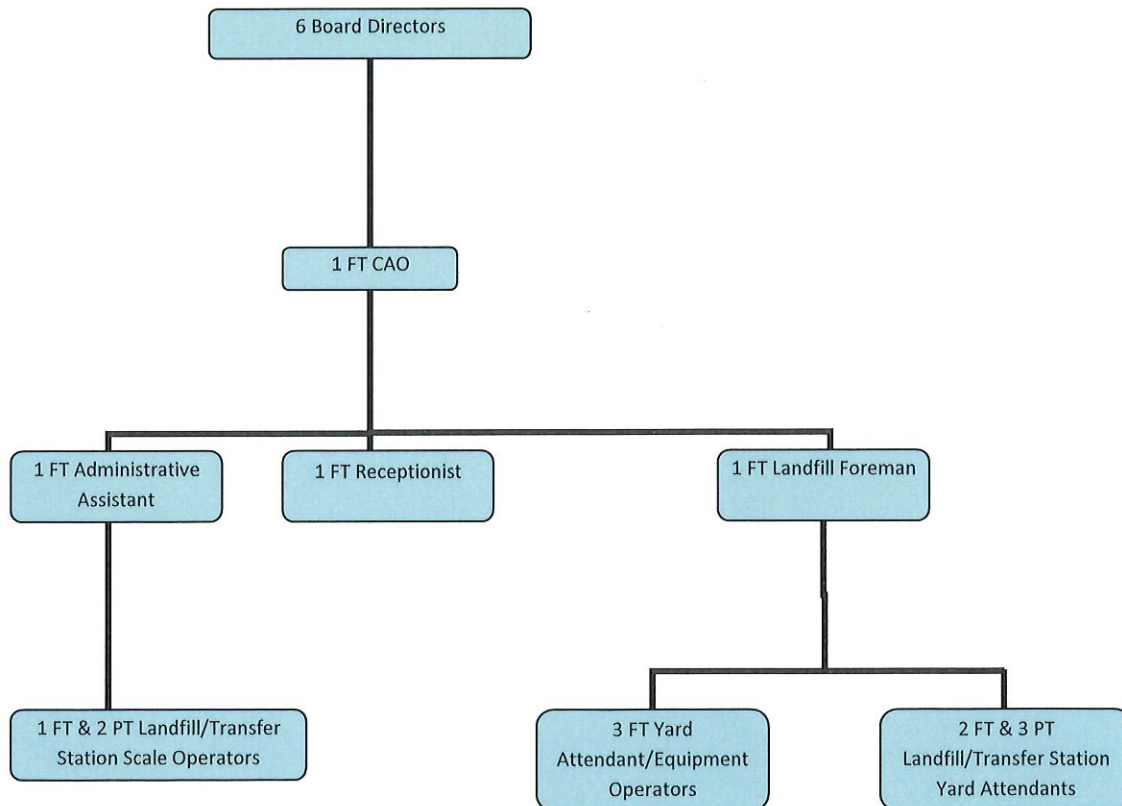 6 Board Directors
1 FT CAO
1 FT Administrative
Assistant
1 FT Receptionist
1 FT Landfill Foreman
1 FT & 2 PT Landfill/Transfer
Station Scale Operators
3 FT Yard
Attendant/Equipment
Operators
2 FT & 3 PT
Landfill/Transfer Station
Yard Attendants